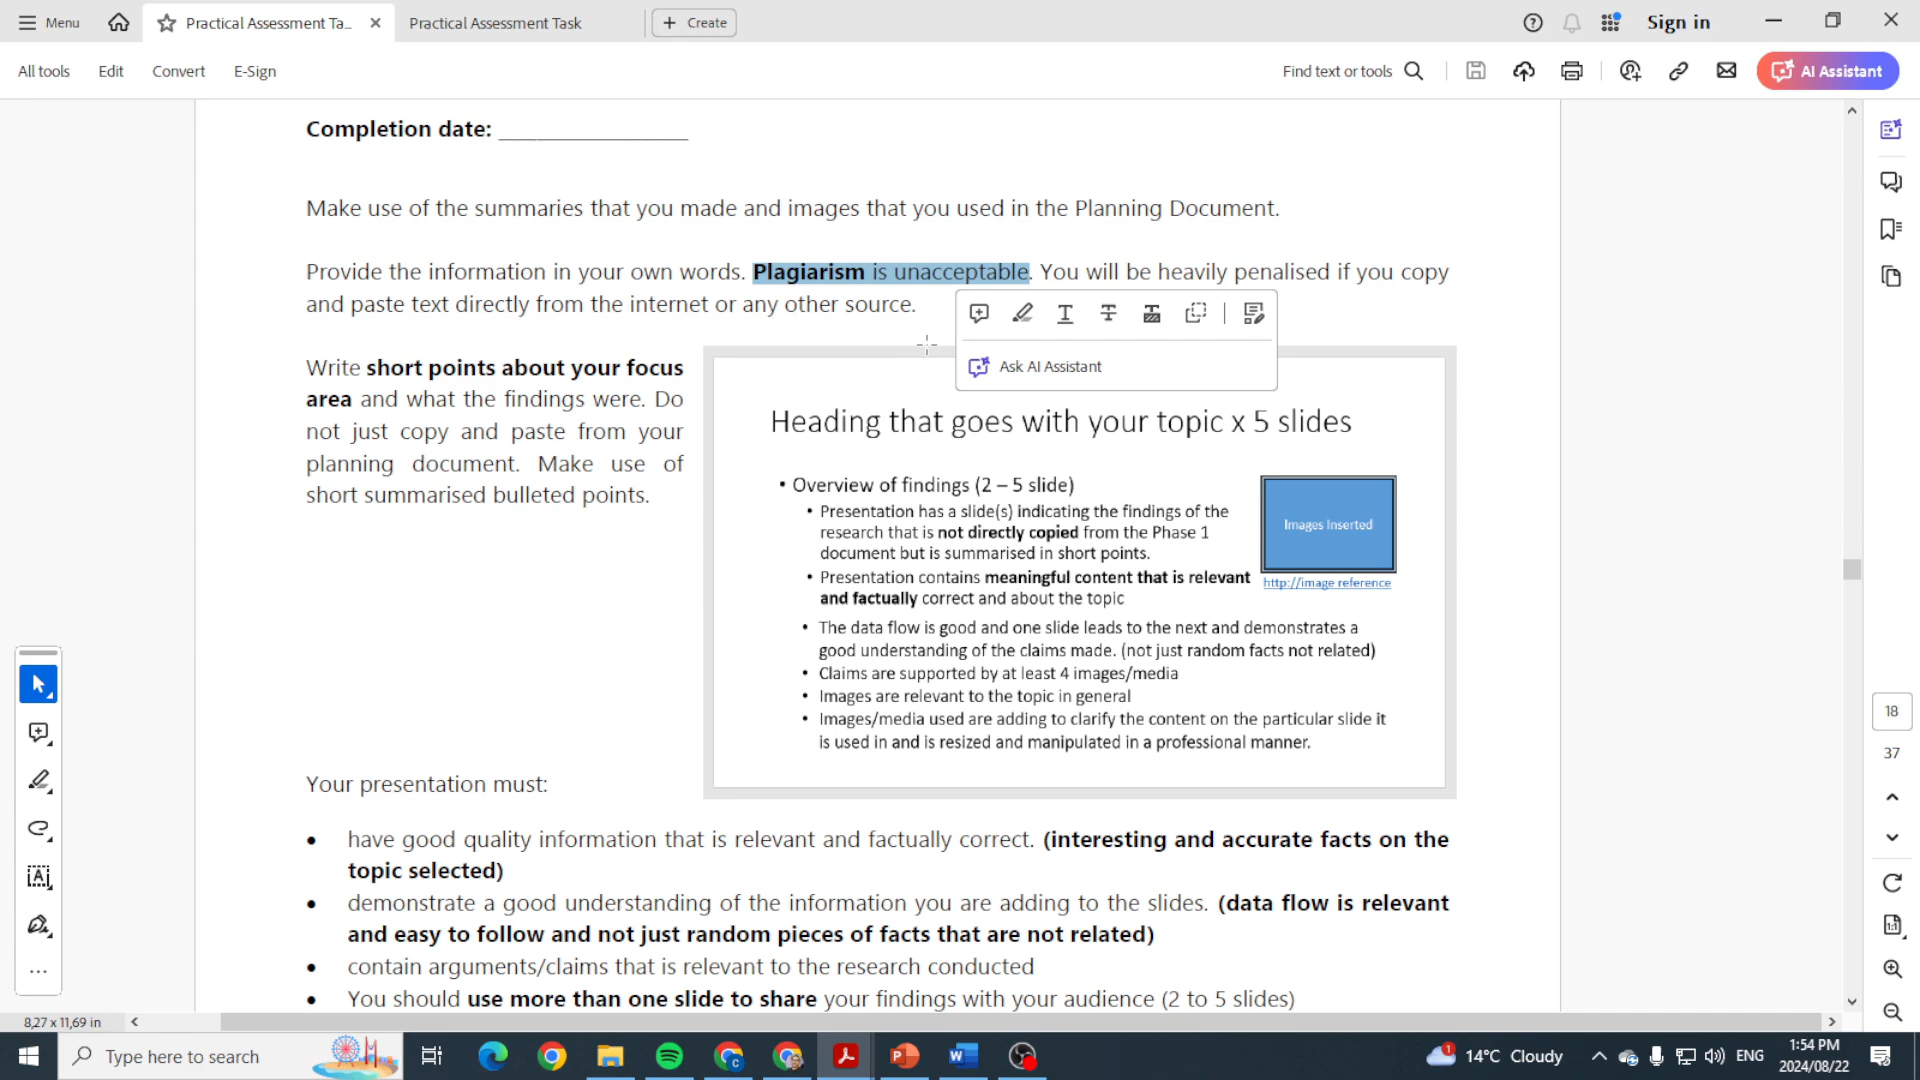 Menu
Practical Assessment Ta...
Practical Assessment Task
Create
Sign in
All tools
Edit
Convert
E-Sign
Find text or tools
AI Assistant
Completion date: ________________
Make use of the summaries that you made and images that you used in the Planning Document.
Provide the information in your own words. Plagiarism is unacceptable. You will be heavily penalised if you copy
and paste text directly from the internet or any other source.
Ask AI Assistant
Write short points about your focus
area and what the findings were. Do
not just copy and paste from your
planning document. Make use of
short summarised bulleted points.
Heading that goes with your topic x 5 slides
• Overview of findings (2 – 5 slide)
• Presentation has a slide(s) indicating the findings of the
research that is not directly copied from the Phase 1
document but is summarised in short points.
• Presentation contains meaningful content that is relevant
and factually correct and about the topic
• The data flow is good and one slide leads to the next and demonstrates a
good understanding of the claims made. (not just random facts not related)
• Claims are supported by at least 4 images/media
• Images are relevant to the topic in general
• Images/media used are adding to clarify the content on the particular slide it
is used in and is resized and manipulated in a professional manner.
Images Inserted
http://image reference
Your presentation must:
• have good quality information that is relevant and factually correct. (interesting and accurate facts on the
topic selected)
• demonstrate a good understanding of the information you are adding to the slides. (data flow is relevant
and easy to follow and not just random pieces of facts that are not related)
• contain arguments/claims that is relevant to the research conducted
• You should use more than one slide to share your findings with your audience (2 to 5 slides)
18
37
8,27 x 11,69 in
Type here to search
1
14°C Cloudy
ENG
1:54 PM
2024/08/22